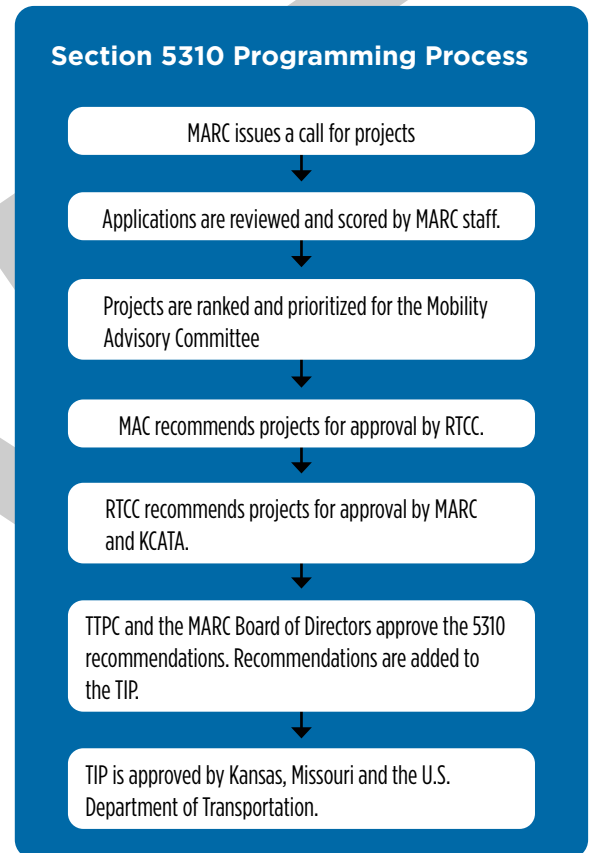 Section 5310 Programming Process
MARC issues a call for projects
Applications are reviewed and scored by MARC staff.
Projects are ranked and prioritized for the Mobility
Advisory Committee
MAC recommends projects for approval by RTCC.
RTCC recommends projects for approval by MARC
and KCATA.
TTPC and the MARC Board of Directors approve the 5310
recommendations. Recommendations are added to
the TIP.
TIP is approved by Kansas, Missouri and the U.S.
Department of Transportation.